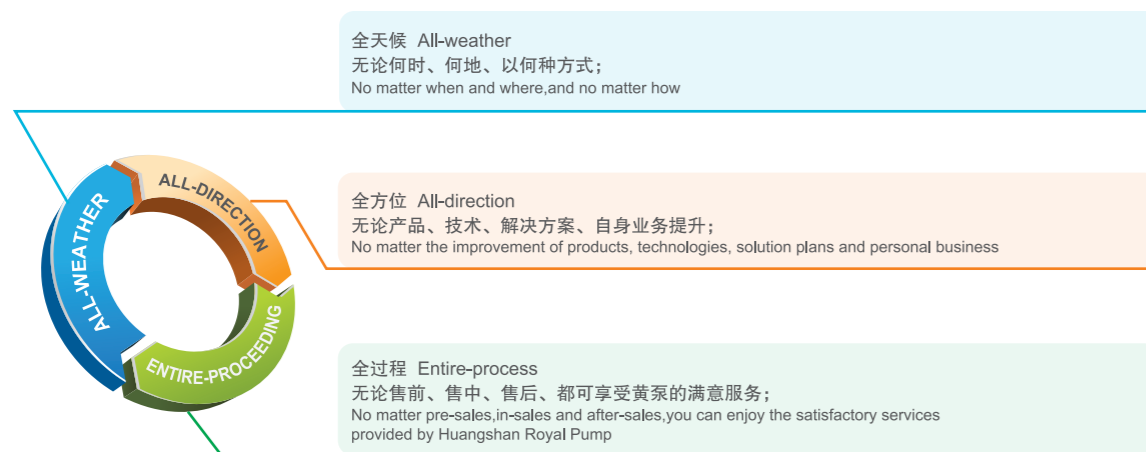 全天候 All-weather
无论何时、何地、以何种方式；
No matter when and where,and no matter how
ALL-WEATHER
ALL-DIRECTION
ENTIRE-PROCEEDING
全方位 All-direction
无论产品、技术、解决方案、自身业务提升；
No matter the improvement of products, technologies, solution plans and personal business
全过程 Entire-process
无论售前、售中、售后、都可享受黄泵的满意服务；
No matter pre-sales,in-sales and after-sales,you can enjoy the satisfactory services
provided by Huangshan Royal Pump